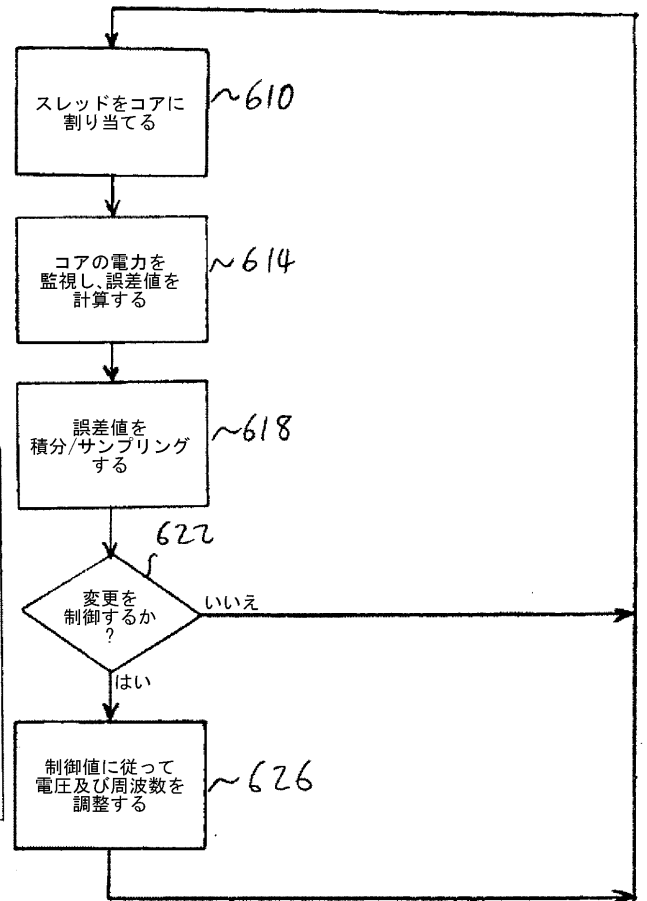 スレッドをコアに
割り当てる
~610
コアの電力を
監視し、誤差値を
計算する
~614
誤差値を
積分/サンプリング
する
~618
622
変更を
制御するか
?
いいえ
はい
制御値に従って
電圧及び周波数を
調整する
~626